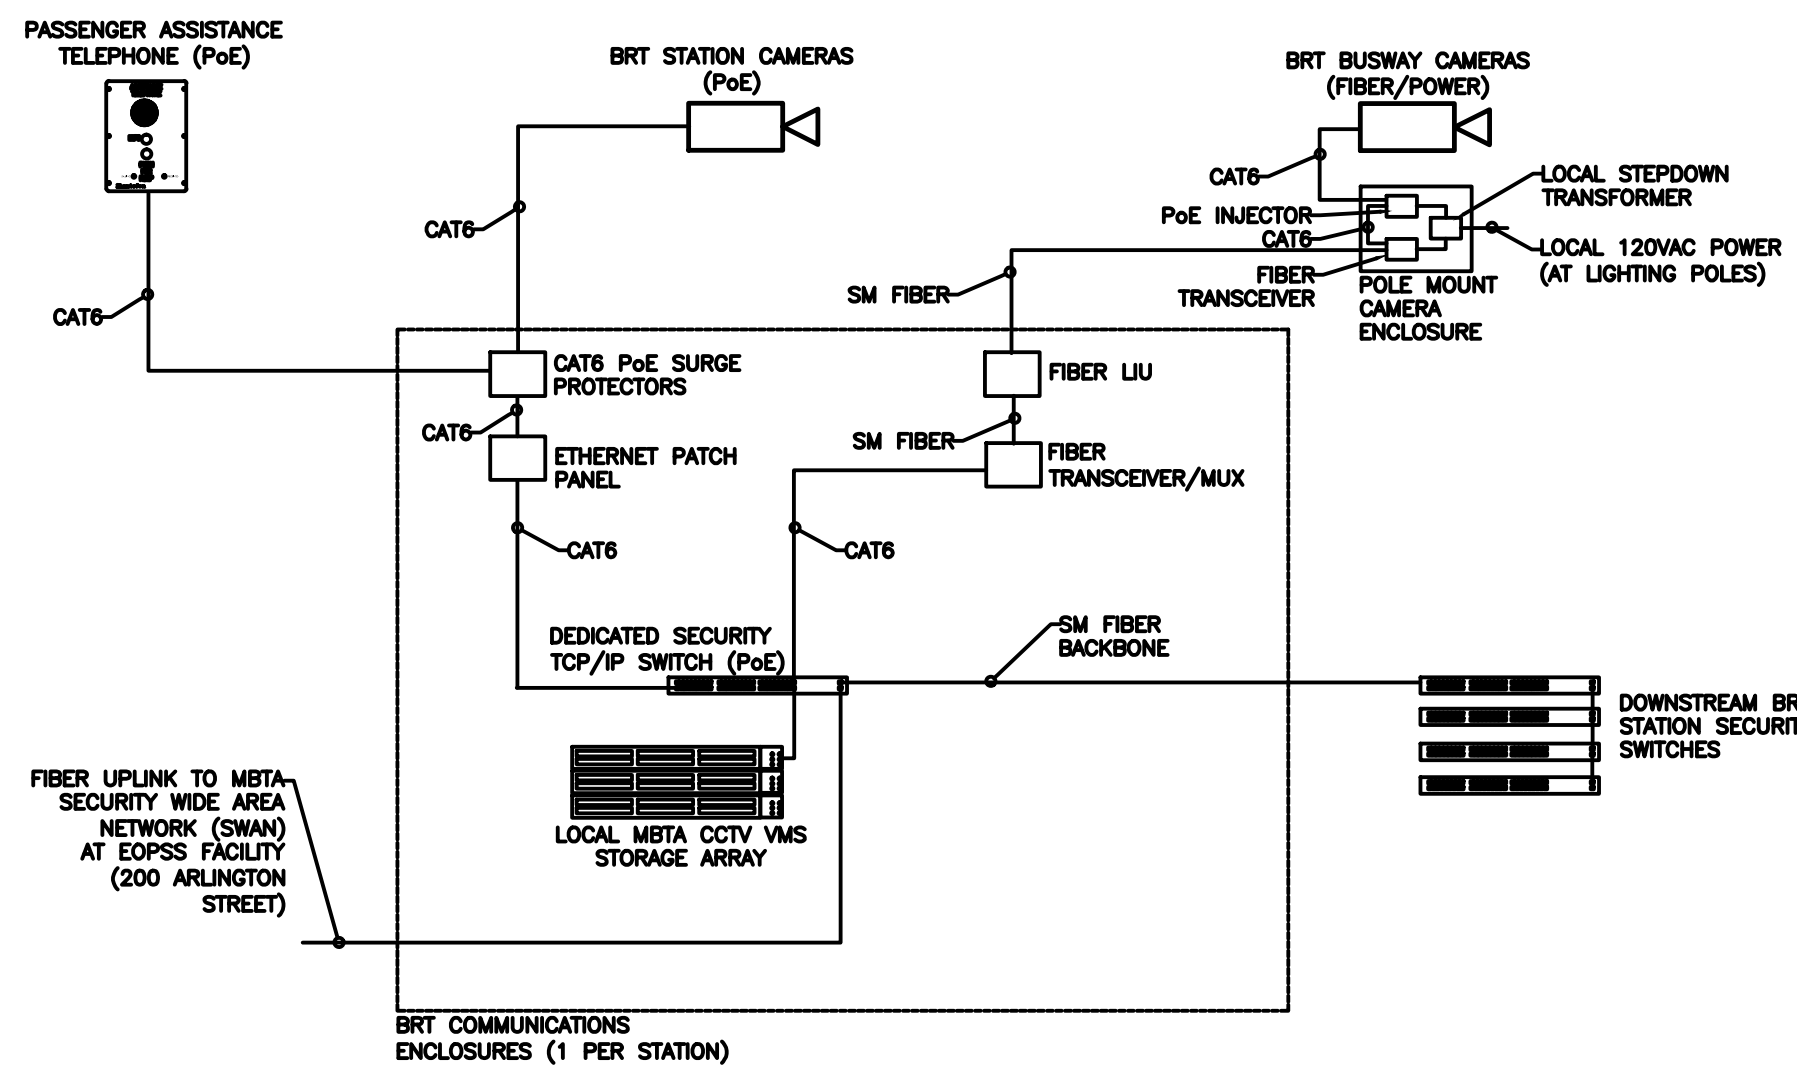 PASSENGER ASSISTANCE
TELEPHONE (PoE)
BRT STATION CAMERAS
(PoE)
BRT BUSWAY CAMERAS
(FIBER/POWER)
CAT6
LOCAL STEPDOWN
TRANSFORMER
PoE INJECTOR
CAT6
CAT6
LOCAL 120VAC POWER
(AT LIGHTING POLES)
FIBER
TRANSCEIVER
POLE MOUNT
CAMERA
ENCLOSURE
SM FIBER
CAT6
CAT6 PoE SURGE
PROTECTORS
FIBER LIU
CAT6
SM FIBER
ETHERNET PATCH
PANEL
FIBER
TRANSCEIVER/MUX
CAT6
CAT6
DEDICATED SECURITY
TCP/IP SWITCH (PoE)
SM FIBER
BACKBONE
DOWNSTREAM BR
STATION SECURIT
SWITCHES
FIBER UPLINK TO MBTA
SECURITY WIDE AREA
NETWORK (SWAN)
AT EOPSS FACILITY
(200 ARLINGTON
STREET)
LOCAL MBTA CCTV VMS
STORAGE ARRAY
BRT COMMUNICATIONS
ENCLOSURES (1 PER STATION)